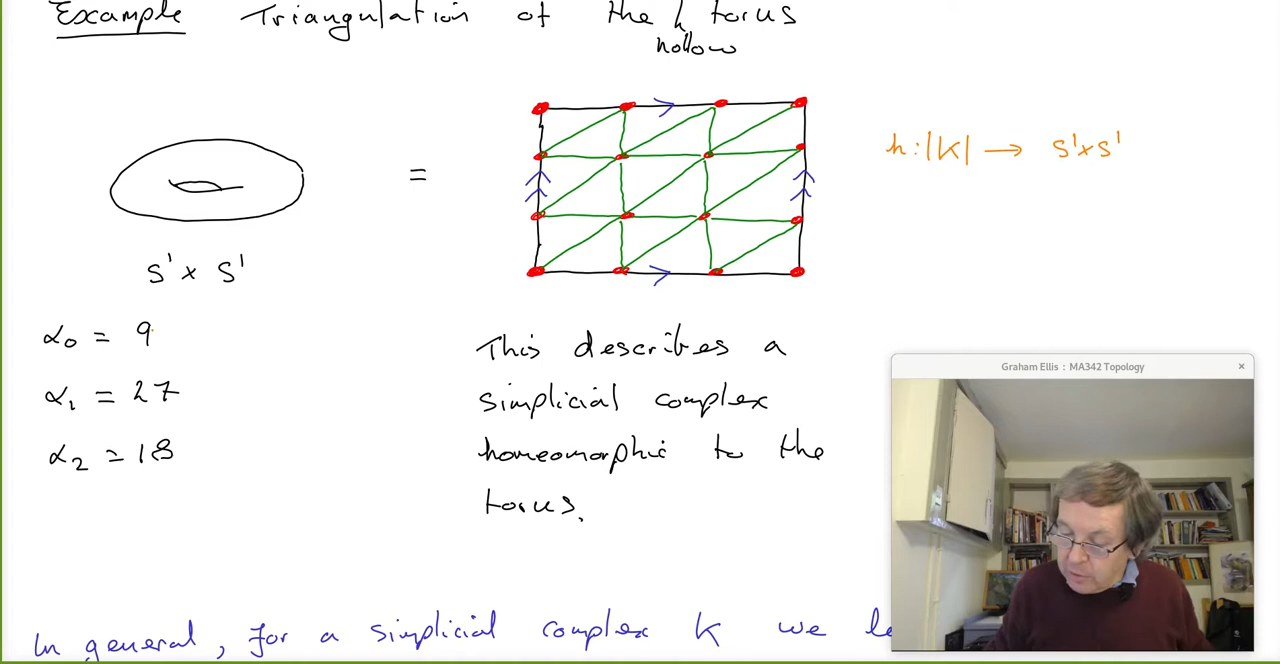 Example Triangulation of the hollow torus
= h : |K| → S¹ × S¹
S¹ × S¹
α₀ = 9
α₁ = 27
α₂ = 18
This describes a
simplicial complex
homeomorphic to the
torus.
Graham Ellis : MA342 Topology ×
In general, for a simplicial complex K we le